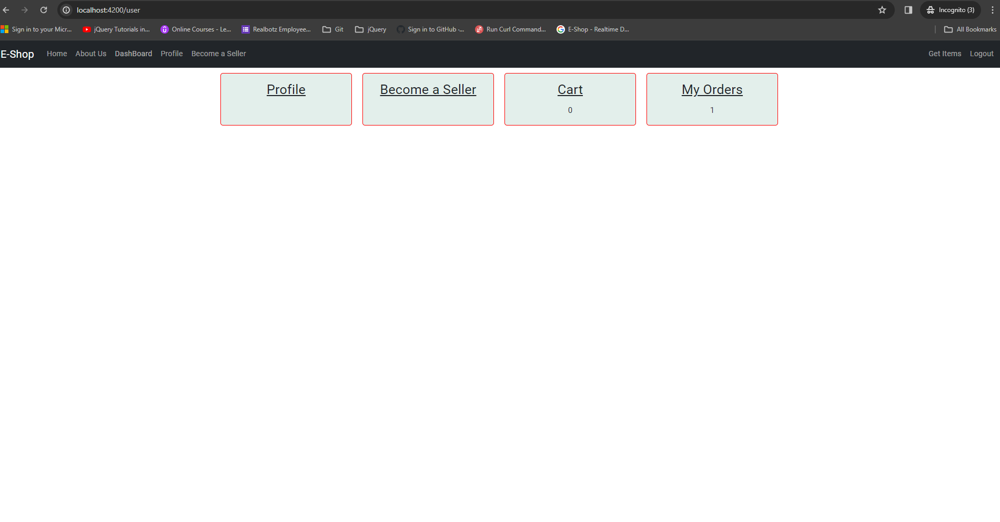 localhost:4200/user
Incognito (3)
Sign in to your Micr... jQuery Tutorials in... Online Courses - Le... Realbotz Employee... Git jQuery Sign in to GitHub ·... Run Curl Command... E-Shop - Realtime D... All Bookmarks
E-Shop Home About Us DashBoard Profile Become a Seller Get Items Logout
Profile
Become a Seller
Cart
0
My Orders
1